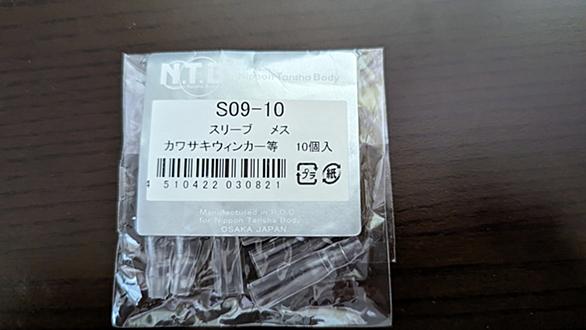 N.T.B
Nippon Tansha Body
S09-10
スリーブ メス
カワサキウィンカー等 10個入
プラ 紙
4 510422 030821
Manufactured in R.O.C
for Nippon Tansha Body
OSAKA JAPAN